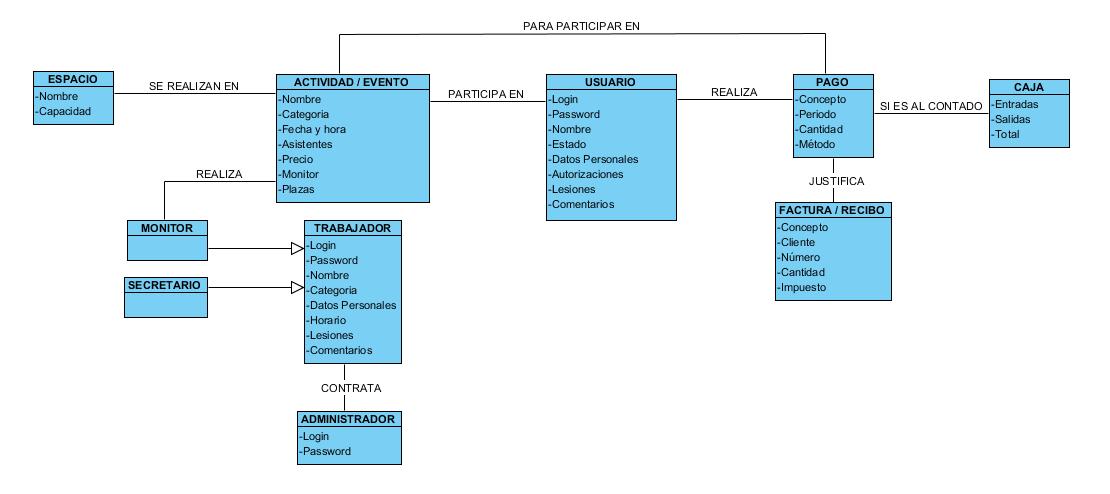 PARA PARTICIPAR EN
ESPACIO
-Nombre
-Capacidad
SE REALIZAN EN
ACTIVIDAD / EVENTO
-Nombre
-Categoria
-Fecha y hora
-Asistentes
-Precio
-Monitor
-Plazas
PARTICIPA EN
USUARIO
-Login
-Password
-Nombre
-Estado
-Datos Personales
-Autorizaciones
-Lesiones
-Comentarios
REALIZA
PAGO
-Concepto
-Periodo
-Cantidad
-Método
SI ES AL CONTADO
CAJA
-Entradas
-Salidas
-Total
JUSTIFICA
FACTURA / RECIBO
-Concepto
-Cliente
-Número
-Cantidad
-Impuesto
REALIZA
MONITOR
SECRETARIO
TRABAJADOR
-Login
-Password
-Nombre
-Categoria
-Datos Personales
-Horario
-Lesiones
-Comentarios
CONTRATA
ADMINISTRADOR
-Login
-Password